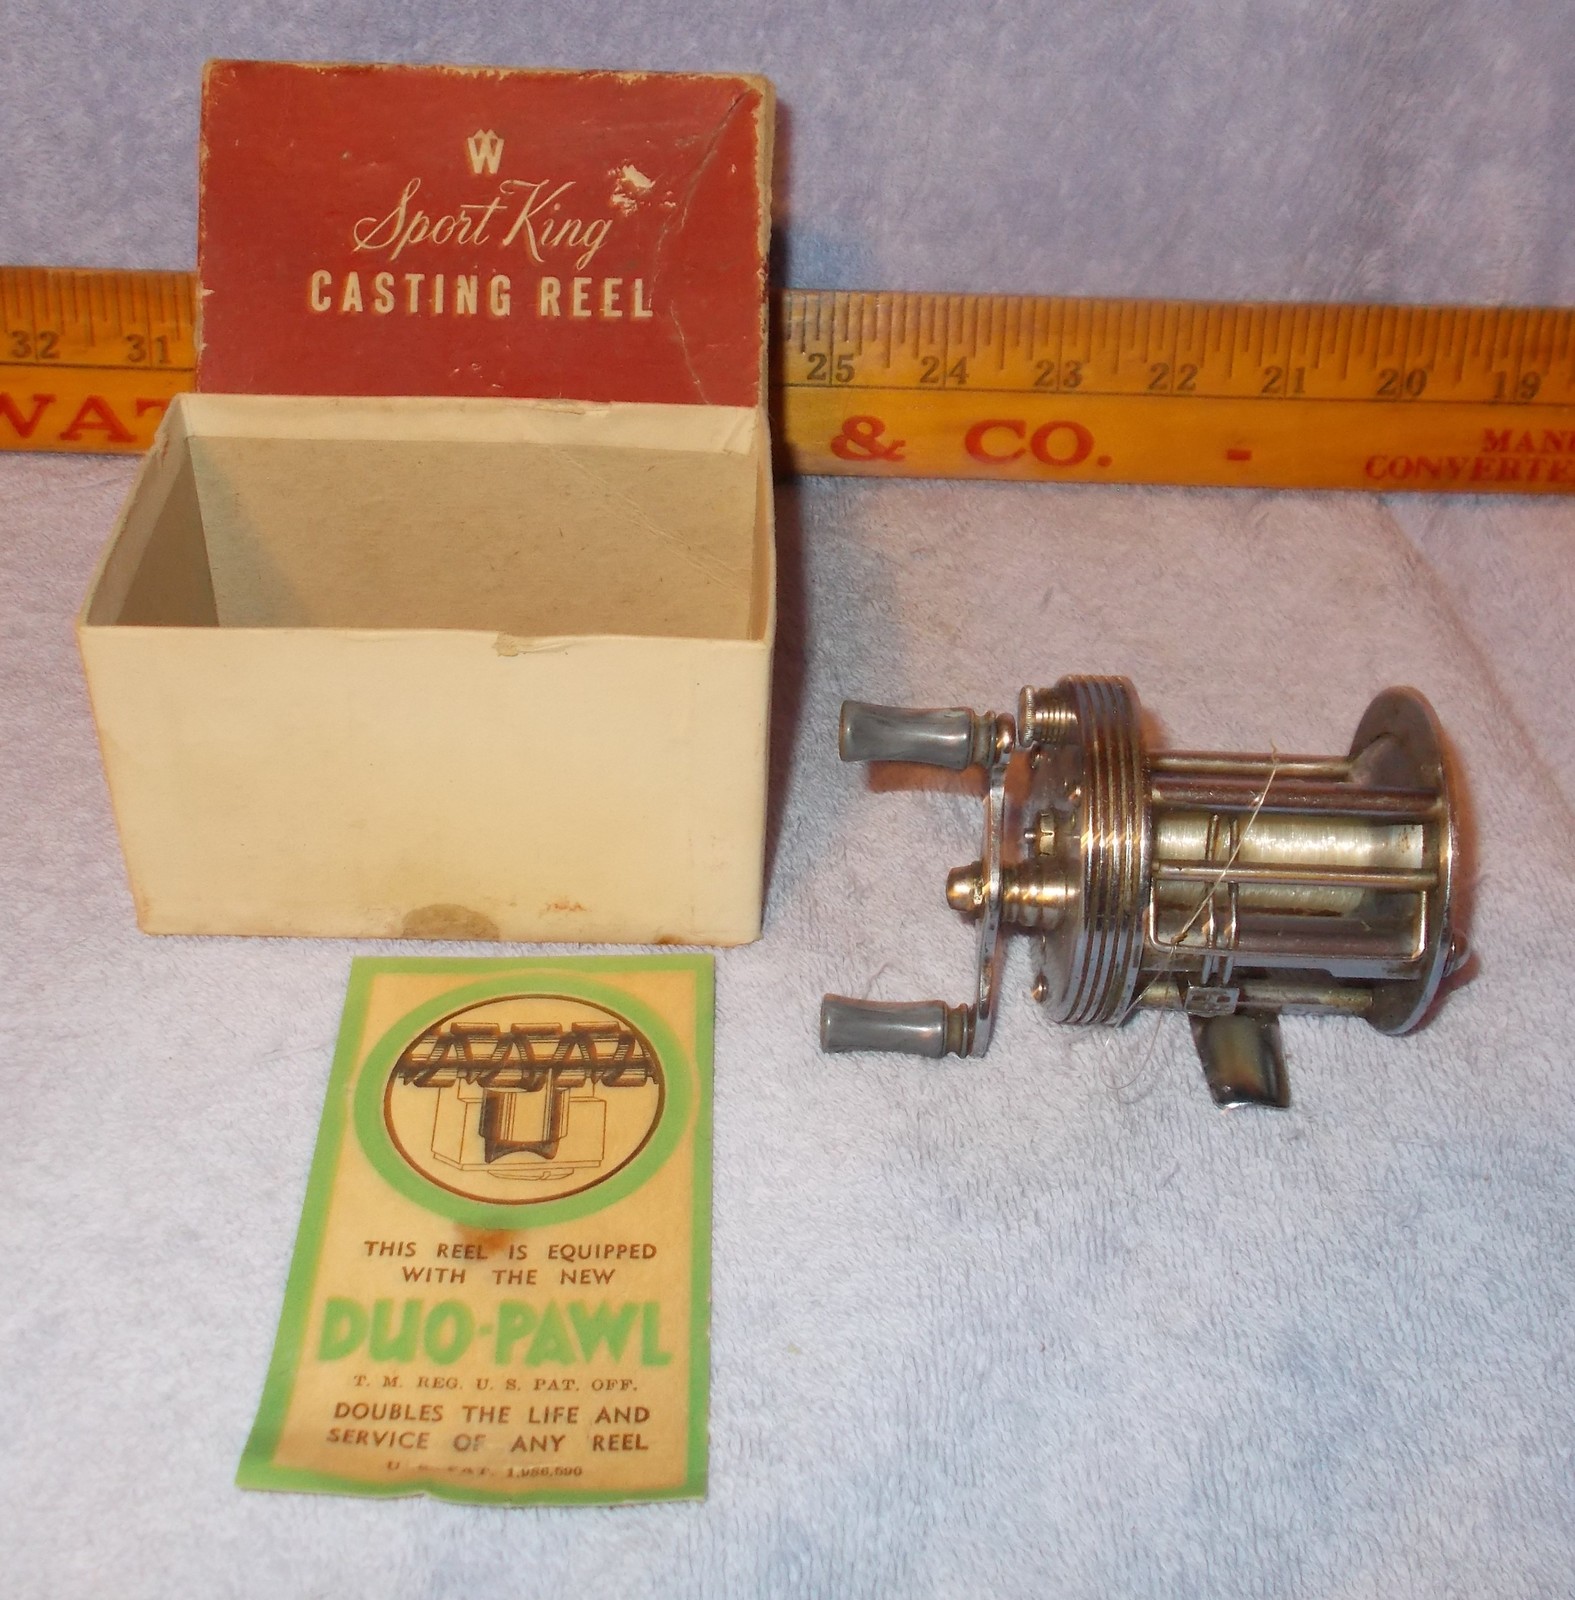 W
Sport King
CASTING REEL
32 31 25 24 23 22 21 20 19
WAT & CO. -
CONVERTE
THIS REEL IS EQUIPPED
WITH THE NEW
DUO-PAWL
T. M. REG. U. S. PAT. OFF.
DOUBLES THE LIFE AND
SERVICE OF ANY REEL
U. S. PAT.